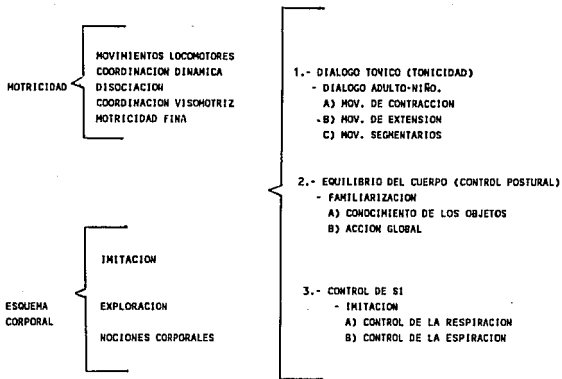 MOTRICIDAD
MOVIMIENTOS LOCOMOTORES
COORDINACION DINAMICA
DISOCIACION
COORDINACION VISOMOTRIZ
MOTRICIDAD FINA
ESQUEMA
CORPORAL
IMITACION
EXPLORACION
NOCIONES CORPORALES
1.- DIALOGO TONICO (TONICIDAD)
- DIALOGO ADULTO-NIÑO.
A) MOV. DE CONTRACCION
B) MOV. DE EXTENSION
C) MOV. SEGMENTARIOS
2.- EQUILIBRIO DEL CUERPO (CONTROL POSTURAL)
- FAMILIARIZACION
A) CONOCIMIENTO DE LOS OBJETOS
B) ACCION GLOBAL
3.- CONTROL DE SI
- IMITACION
A) CONTROL DE LA RESPIRACION
B) CONTROL DE LA ESPIRACION